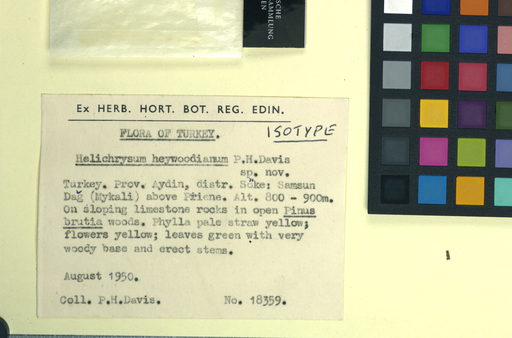 SCHE
SAMMLUNG
EN
Ex HERB. HORT. BOT. REG. EDIN.
FLORA OF TURKEY.
ISOTYPE
Helichrysum heywoodianum P.H.Davis
sp. nov.
Turkey. Prov. Aydin, distr. Söke: Samsun
Dağ (Mykali) above Priene. Alt. 800 - 900m.
On sloping limestone rocks in open Pinus
brutia woods. Phylla pale straw yellow;
flowers yellow; leaves green with very
woody base and erect stems.
August 1950.
Coll. P.H.Davis. No. 18359.